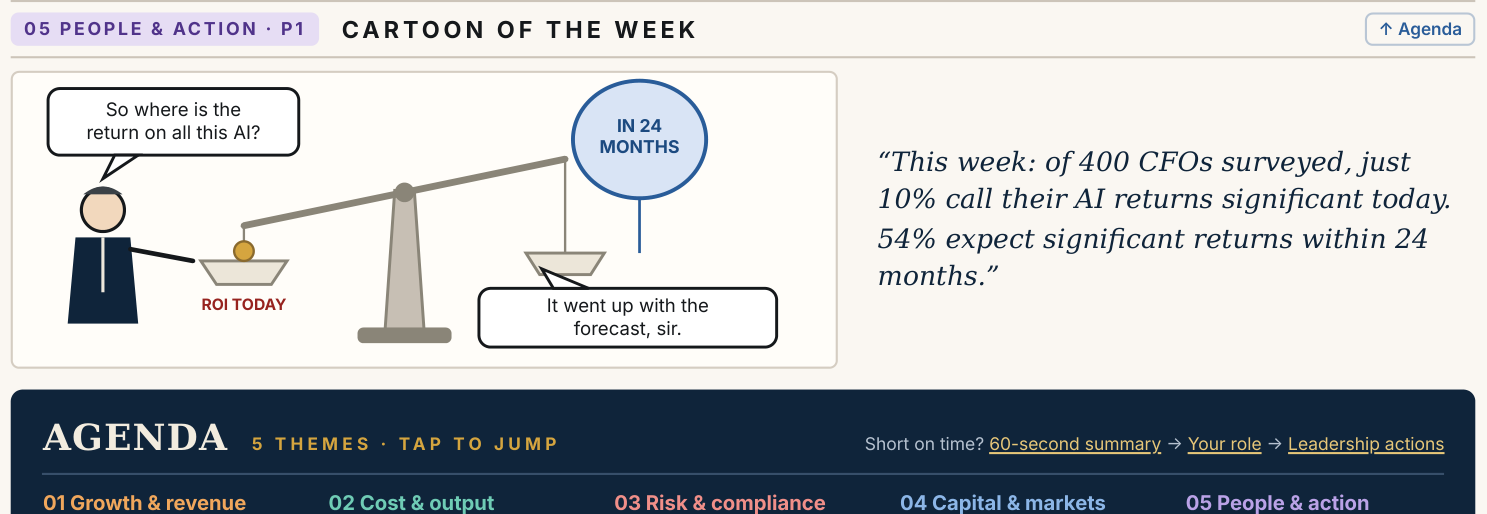 05 PEOPLE & ACTION · P1
CARTOON OF THE WEEK
↑ Agenda
So where is the
return on all this AI?
IN 24
MONTHS
ROI TODAY
It went up with the
forecast, sir.
“This week: of 400 CFOs surveyed, just
10% call their AI returns significant today.
54% expect significant returns within 24
months.”
AGENDA
5 THEMES · TAP TO JUMP
Short on time? 60-second summary → Your role → Leadership actions
01 Growth & revenue
02 Cost & output
03 Risk & compliance
04 Capital & markets
05 People & action